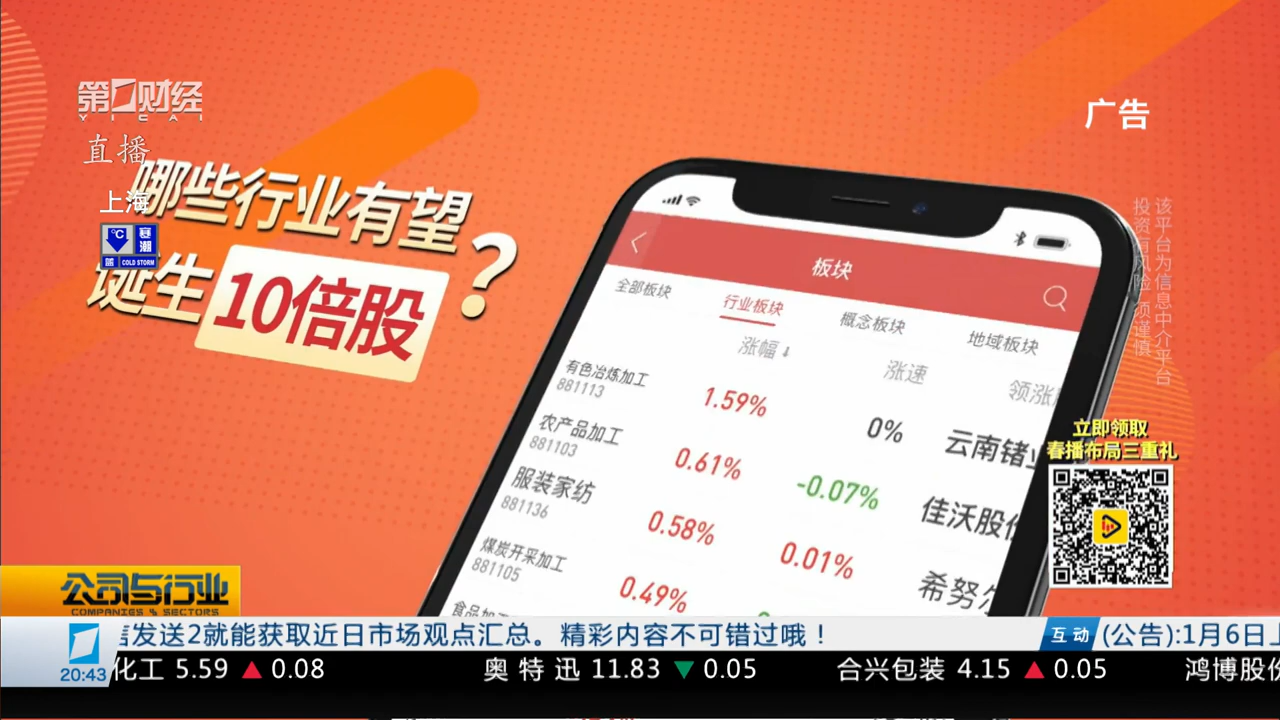 第一财经
YICAI
直播
上海
℃
寒潮
蓝
COLD STORM
广告
哪些行业有望
诞生10倍股?
该平台为信息中介平台
投资有风险 须谨慎
板块
全部板块 行业板块 概念板块 地域板块
涨幅↓ 涨速 领涨
有色冶炼加工 1.59% 0% 云南锗业
881113
农产品加工 0.61% -0.07% 佳沃股份
881103
服装家纺 0.58% 0.01% 希努尔
881136
煤炭开采加工 0.49%
881105
食品加工
立即领取
春播布局三重礼
公司与行业
COMPANIES & SECTORS
信发送2就能获取近日市场观点汇总。精彩内容不可错过哦! 互动 (公告):1月6日上
20:43
化工 5.59 ▲ 0.08 奥特迅 11.83 ▼ 0.05 合兴包装 4.15 ▲ 0.05 鸿博股份